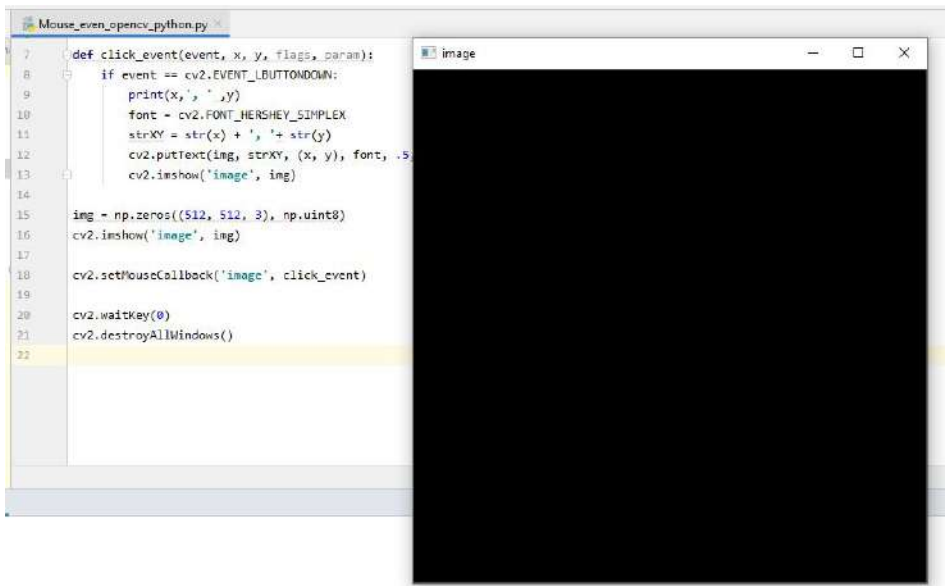 Mouse_even_opencv_python.py
7 def click_event(event, x, y, flags, param):
8 if event == cv2.EVENT_LBUTTONDOWN:
9 print(x,', ' ,y)
10 font = cv2.FONT_HERSHEY_SIMPLEX
11 strXY = str(x) + ', '+ str(y)
12 cv2.putText(img, strXY, (x, y), font, .5,
13 cv2.imshow('image', img)
14
15 img = np.zeros((512, 512, 3), np.uint8)
16 cv2.imshow('image', img)
17
18 cv2.setMouseCallback('image', click_event)
19
20 cv2.waitKey(0)
21 cv2.destroyAllWindows()
22
image